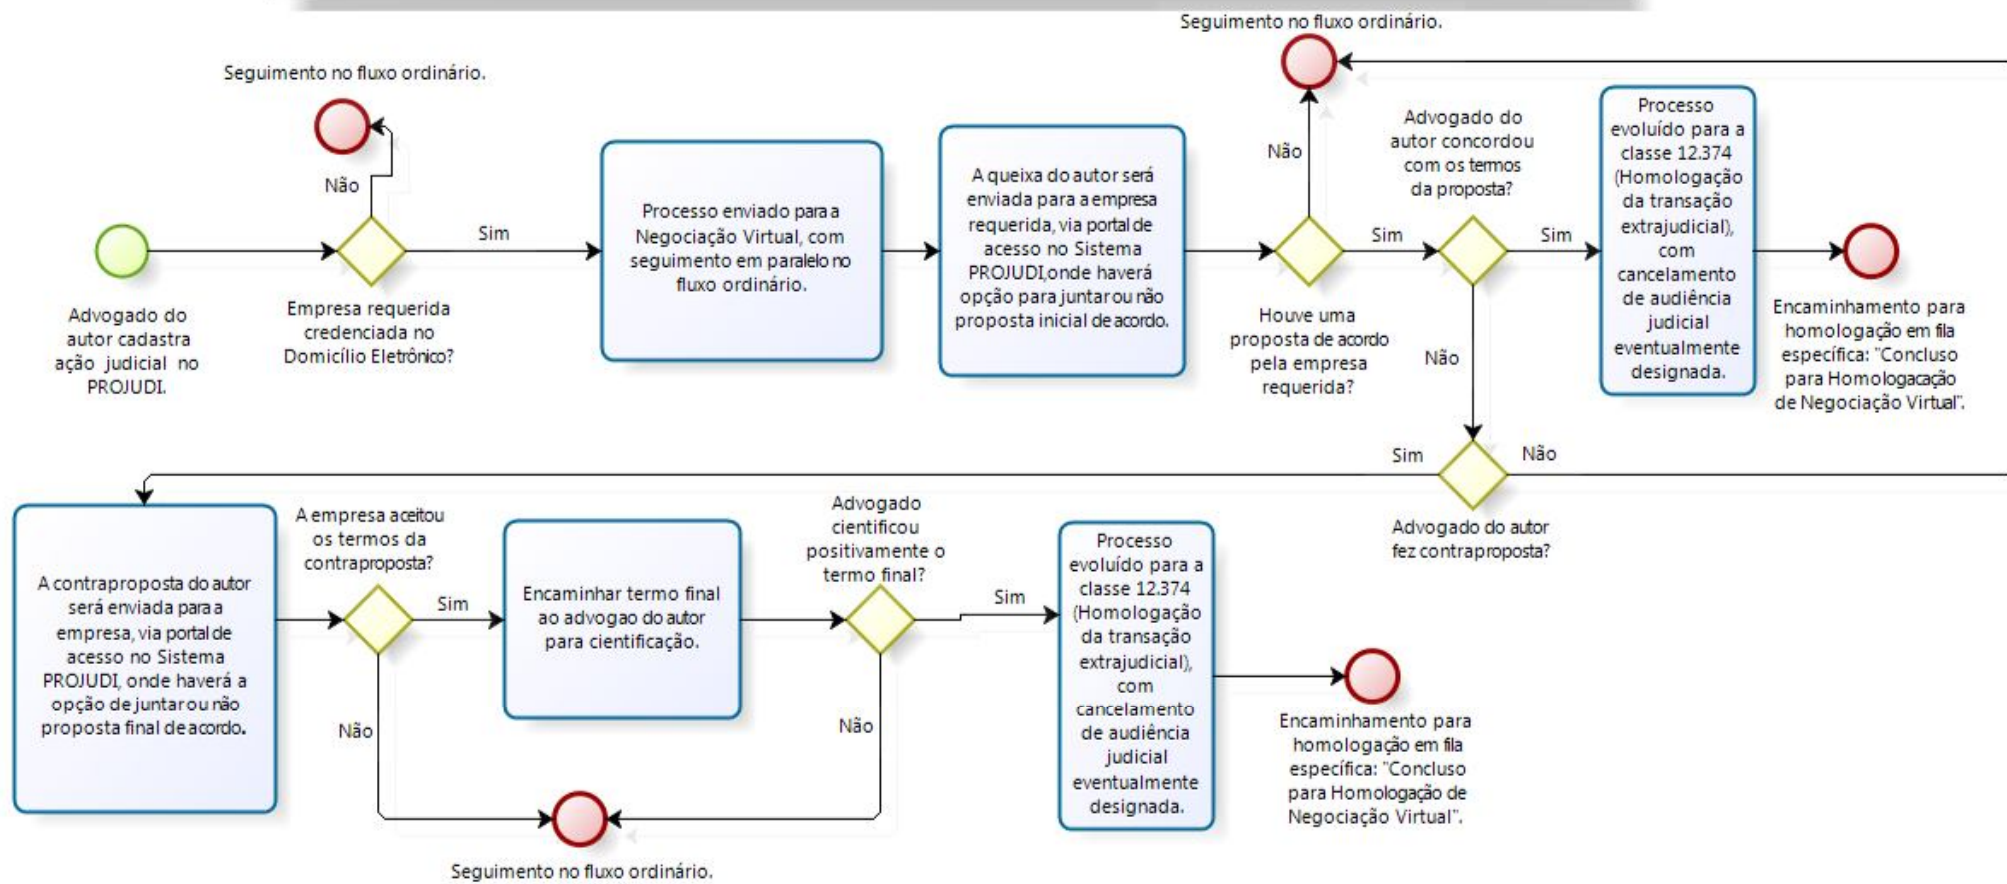 Seguimento no fluxo ordinário.
Seguimento no fluxo ordinário.
Não
Advogado do
autor cadastra
ação judicial no
PROJUDI.
Empresa requerida
credenciada no
Domicílio Eletrônico?
Sim
Processo enviado para a
Negociação Virtual, com
seguimento em paralelo no
fluxo ordinário.
A queixa do autor será
enviada para a empresa
requerida, via portal de
acesso no Sistema
PROJUDI,onde haverá
opção para juntar ou não
proposta inicial de acordo.
Não
Houve uma
proposta de acordo
pela empresa
requerida?
Sim
Advogado do
autor concordou
com os termos
da proposta?
Sim
Não
Processo
evoluído para a
classe 12.374
(Homologação
da transação
extrajudicial),
com
cancelamento
de audiência
judicial
eventualmente
designada.
Encaminhamento para
homologação em fila
específica: "Concluso
para Homologacação
de Negociação Virtual".
Sim
Não
Advogado do autor
fez contraproposta?
A contraproposta do autor
será enviada para a
empresa, via portal de
acesso no Sistema
PROJUDI, onde haverá a
opção de juntar ou não
proposta final de acordo.
A empresa aceitou
os termos da
contraproposta?
Sim
Não
Encaminhar termo final
ao advogao do autor
para cientificação.
Advogado
cientificou
positivamente o
termo final?
Sim
Não
Seguimento no fluxo ordinário.
Processo
evoluído para a
classe 12.374
(Homologação
da transação
extrajudicial),
com
cancelamento
de audiência
judicial
eventualmente
designada.
Encaminhamento para
homologação em fila
específica: "Concluso
para Homologação de
Negociação Virtual".